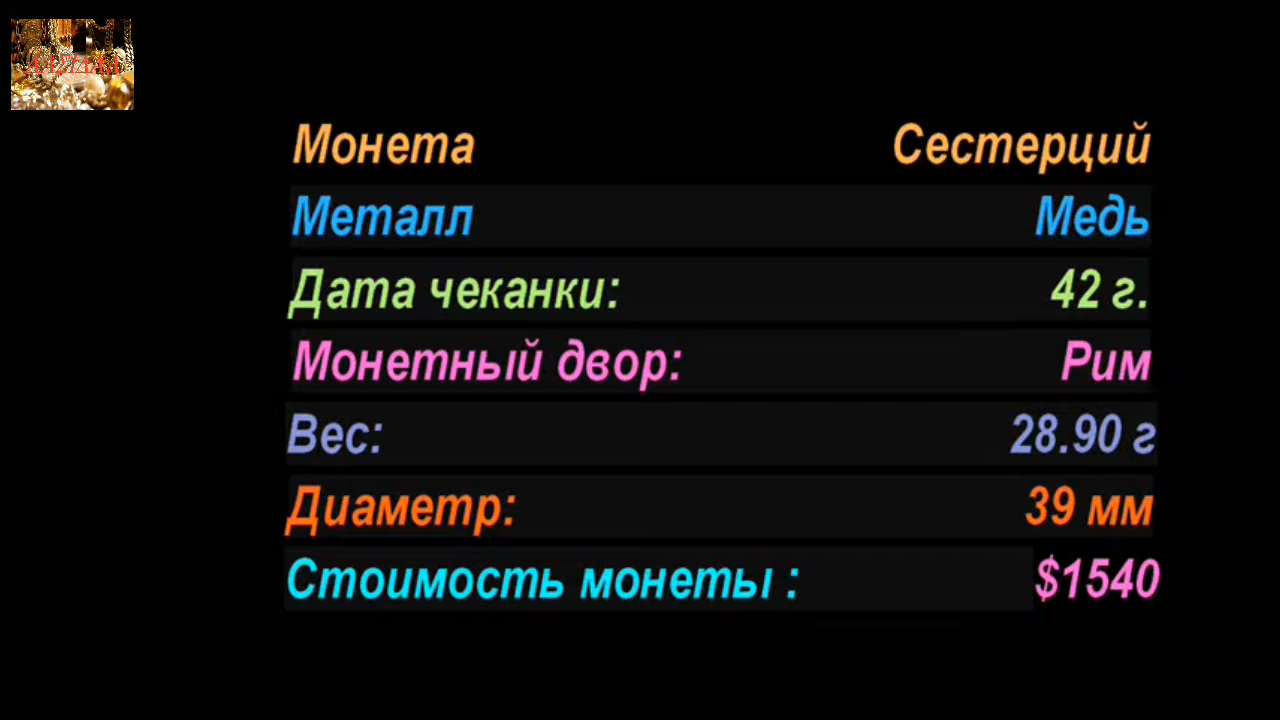 Монета Сестерций
Металл Медь
Дата чеканки: 42 г.
Монетный двор: Рим
Вес: 28.90 г
Диаметр: 39 мм
Стоимость монеты : $1540